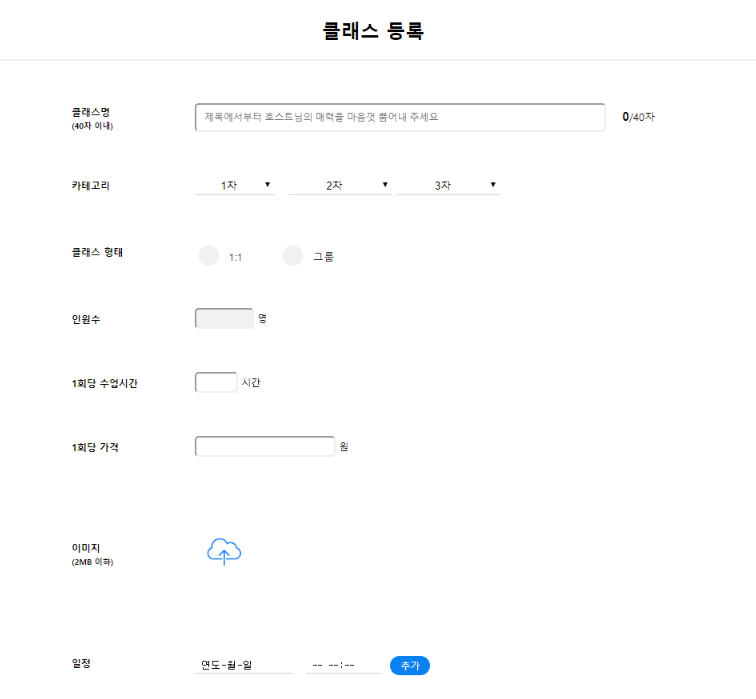 클래스 등록
클래스명
(40자 이내)
제목에서부터 호스트님의 매력을 마음껏 뿜어내 주세요
0/40자
카테고리
1차 2차 3차
클래스 형태
1:1 그룹
인원수
명
1회당 수업시간
시간
1회당 가격
원
이미지
(2MB 이하)
일정
연도-월-일 -- --:-- 추가